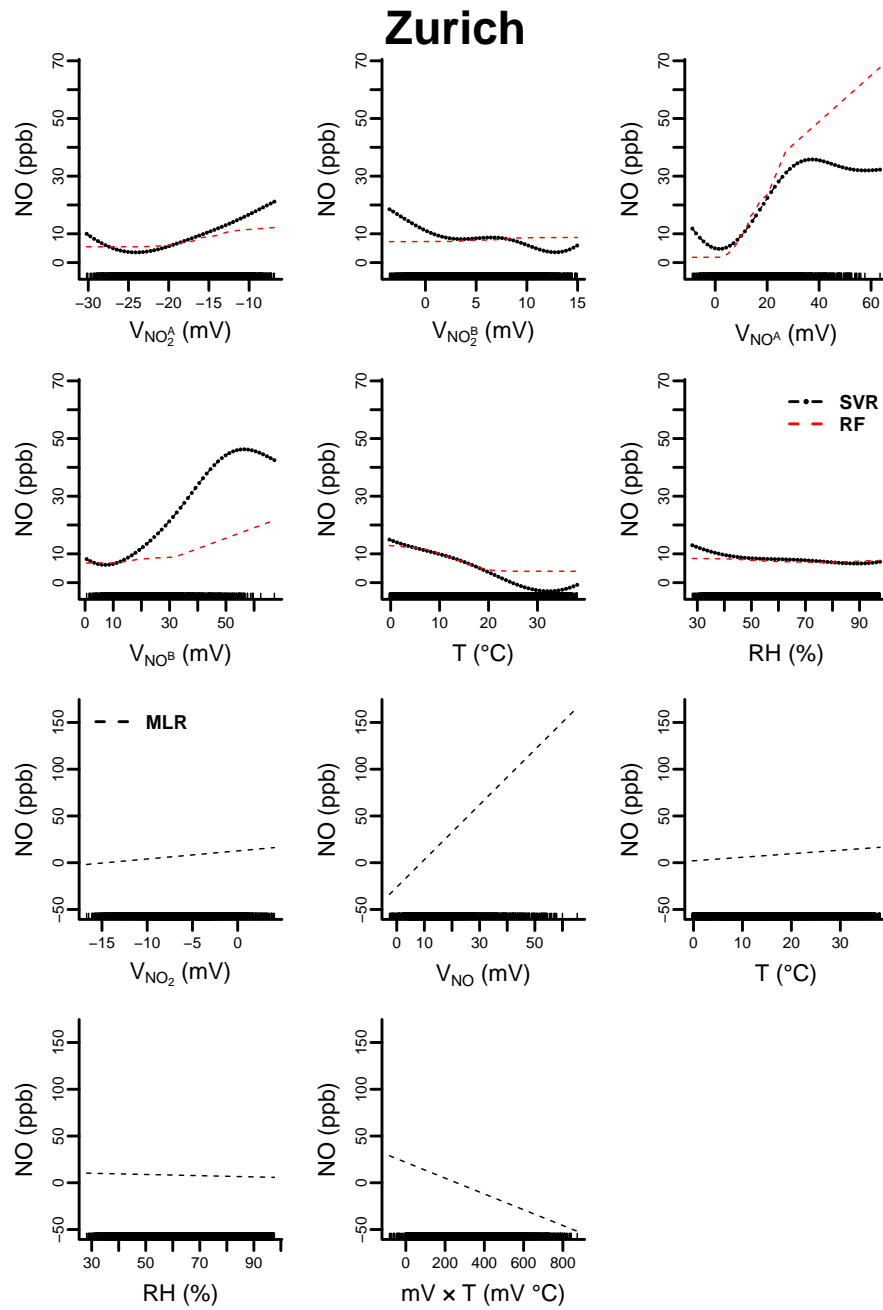 Zurich
NO (ppb)
0 10 30 50 70
−30 −25 −20 −15 −10
V_NO₂^A (mV)
NO (ppb)
0 10 30 50 70
0 5 10 15
V_NO₂^B (mV)
NO (ppb)
0 10 30 50 70
0 20 40 60
V_NO^A (mV)
NO (ppb)
0 10 30 50 70
0 10 30 50
V_NO^B (mV)
NO (ppb)
0 10 30 50 70
0 10 20 30
T (°C)
SVR
RF
NO (ppb)
0 10 30 50 70
30 50 70 90
RH (%)
MLR
NO (ppb)
−50 0 50 100 150
−15 −10 −5 0
V_NO₂ (mV)
NO (ppb)
−50 0 50 100 150
0 10 30 50
V_NO (mV)
NO (ppb)
−50 0 50 100 150
0 10 20 30
T (°C)
NO (ppb)
−50 0 50 100 150
30 50 70 90
RH (%)
NO (ppb)
−50 0 50 100 150
0 200 400 600 800
mV × T (mV °C)